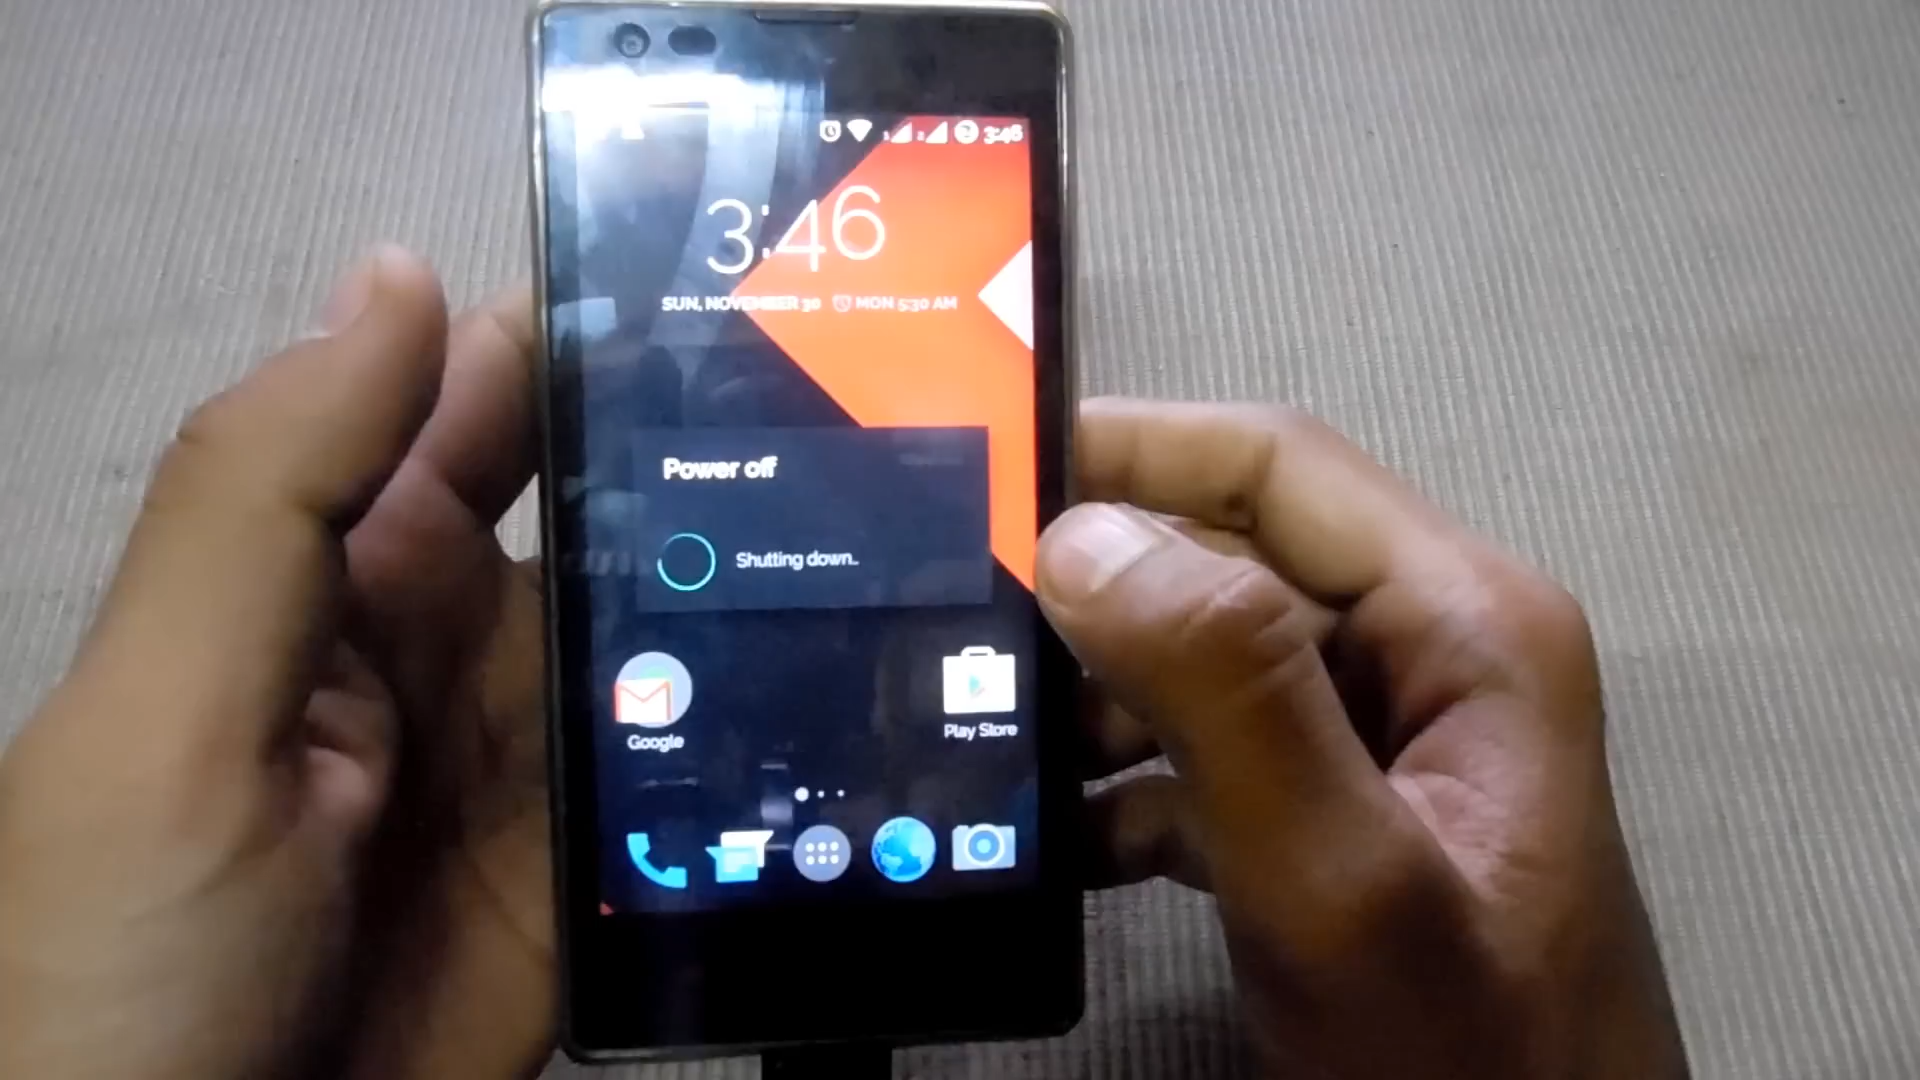 3:46
3:46
SUN, NOVEMBER 30 MON 5:30 AM
Power off
Shutting down..
Google
Play Store